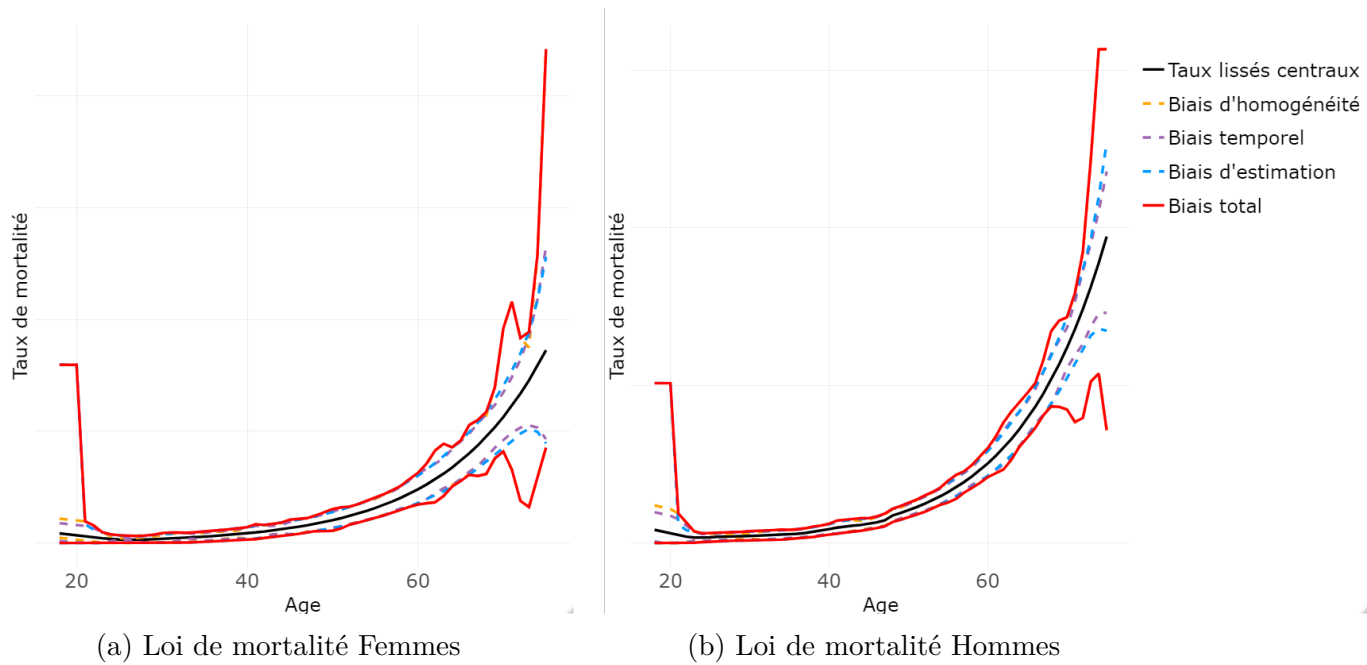 Taux de mortalité
20
40
60
Age
Taux de mortalité
20
40
60
Age
Taux lissés centraux
Biais d'homogénéité
Biais temporel
Biais d'estimation
Biais total
(a) Loi de mortalité Femmes
(b) Loi de mortalité Hommes